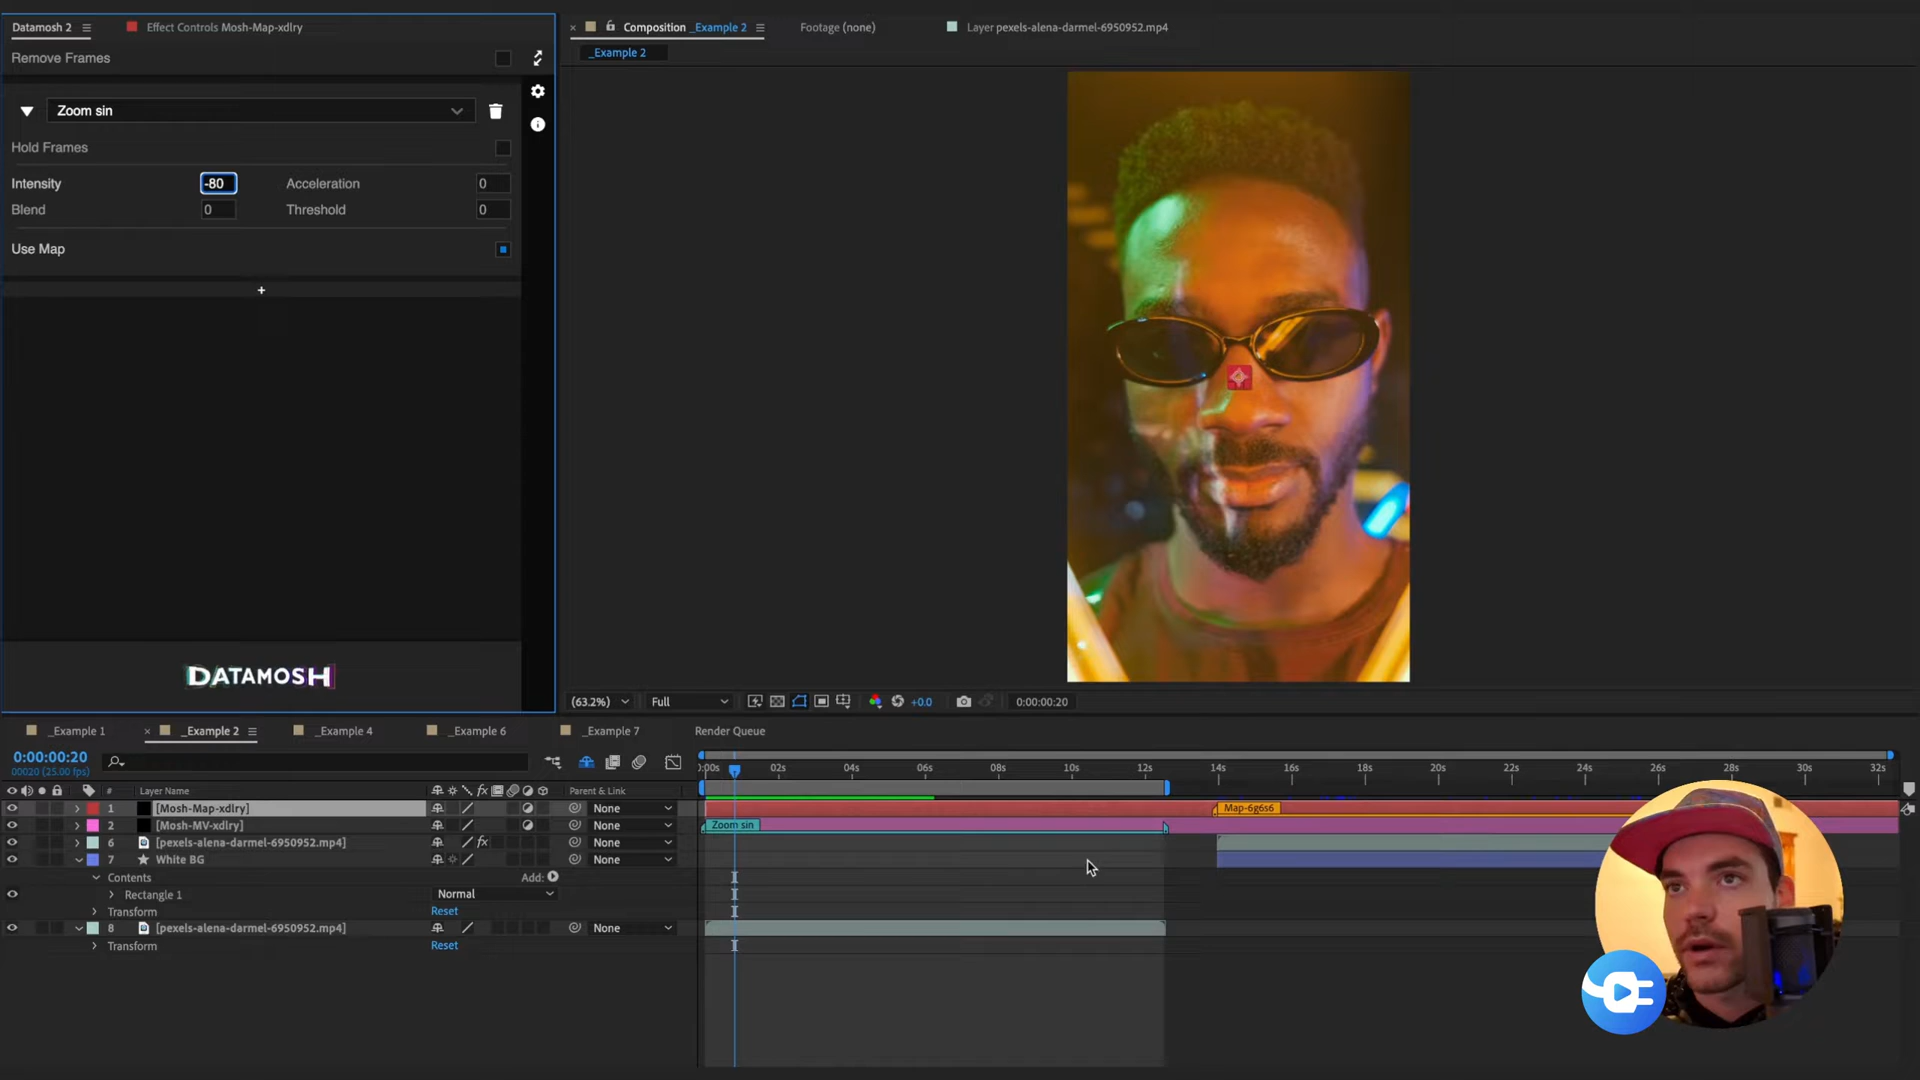 Datamosh 2
Effect Controls Mosh-Map-xdlry
Composition _Example 2
Footage (none)
Layer pexels-alena-darmel-6950952.mp4
Remove Frames
_Example 2
Zoom sin
Hold Frames
Intensity -80 Acceleration 0
Blend 0 Threshold 0
Use Map
+
DATAMOSH
(63.2%) Full +0.0 0:00:00:20
_Example 1 _Example 2 _Example 4 _Example 6 _Example 7 Render Queue
0:00:00:20
00020 (25.00 fps)
):00s 02s 04s 06s 08s 10s 12s 14s 16s 18s 20s 22s 24s 26s 28s 30s 32s
# Layer Name Parent & Link
1 [Mosh-Map-xdlry] None Map-6g6s6
2 [Mosh-MV-xdlry] None Zoom sin
6 [pexels-alena-darmel-6950952.mp4] fx None
7 White BG None
Contents Add:
Rectangle 1 Normal
Transform Reset
8 [pexels-alena-darmel-6950952.mp4] None
Transform Reset